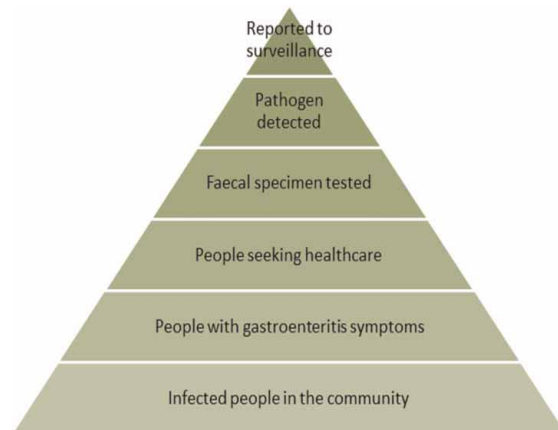 Reported to
surveillance
Pathogen
detected
Faecal specimen tested
People seeking healthcare
People with gastroenteritis symptoms
Infected people in the community